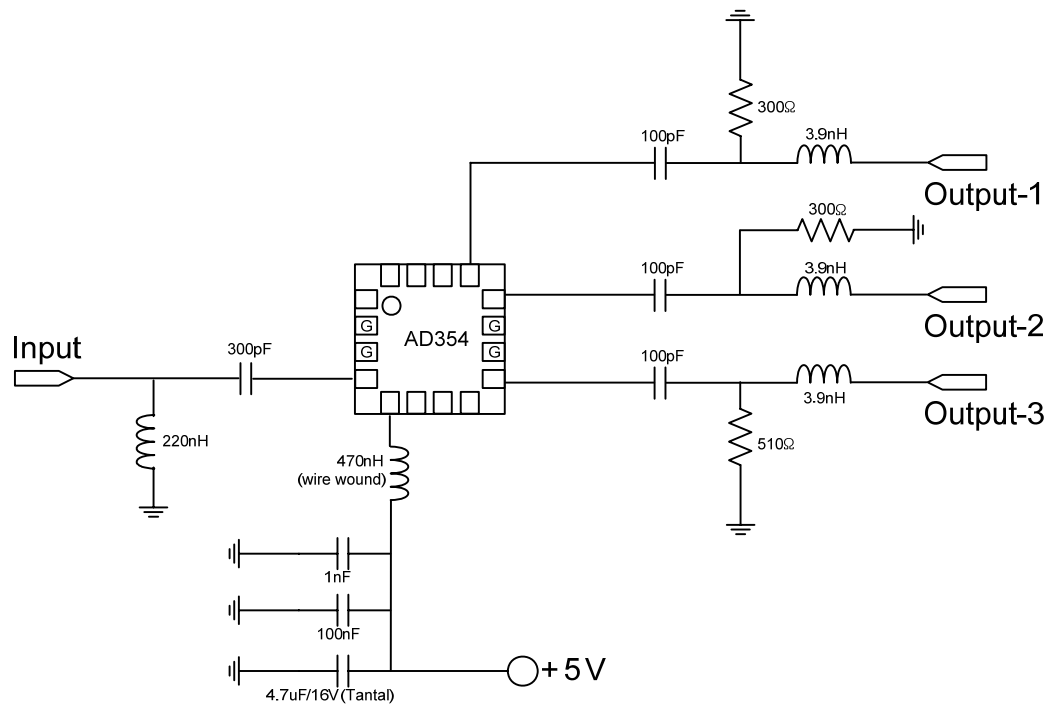 300Ω
100pF
3.9nH
Output-1
300Ω
100pF
3.9nH
Output-2
G
G
AD354
G
G
Input
300pF
100pF
3.9nH
Output-3
220nH
510Ω
470nH
(wire wound)
1nF
100nF
4.7uF/16V(Tantal)
+5V